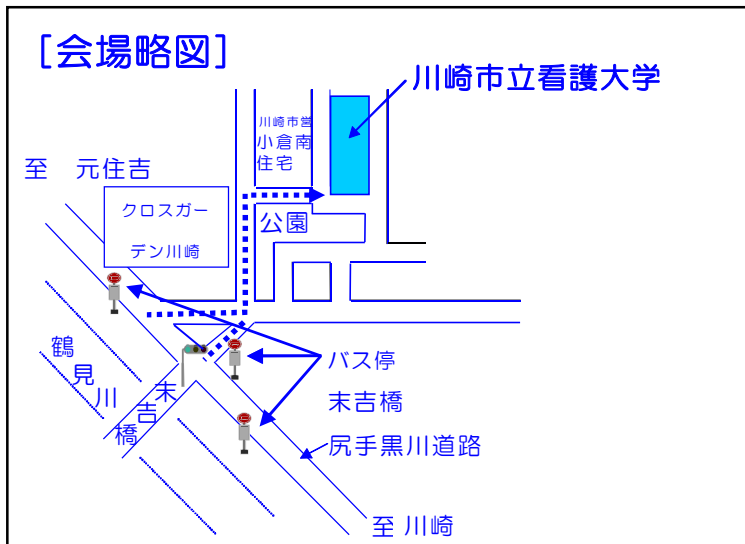 [会場略図]
川崎市立看護大学
川崎市営
小倉南
住宅
至 元住吉
クロスガー
デン川崎
公園
鶴見川
末吉橋
バス停
末吉橋
尻手黒川道路
至 川崎